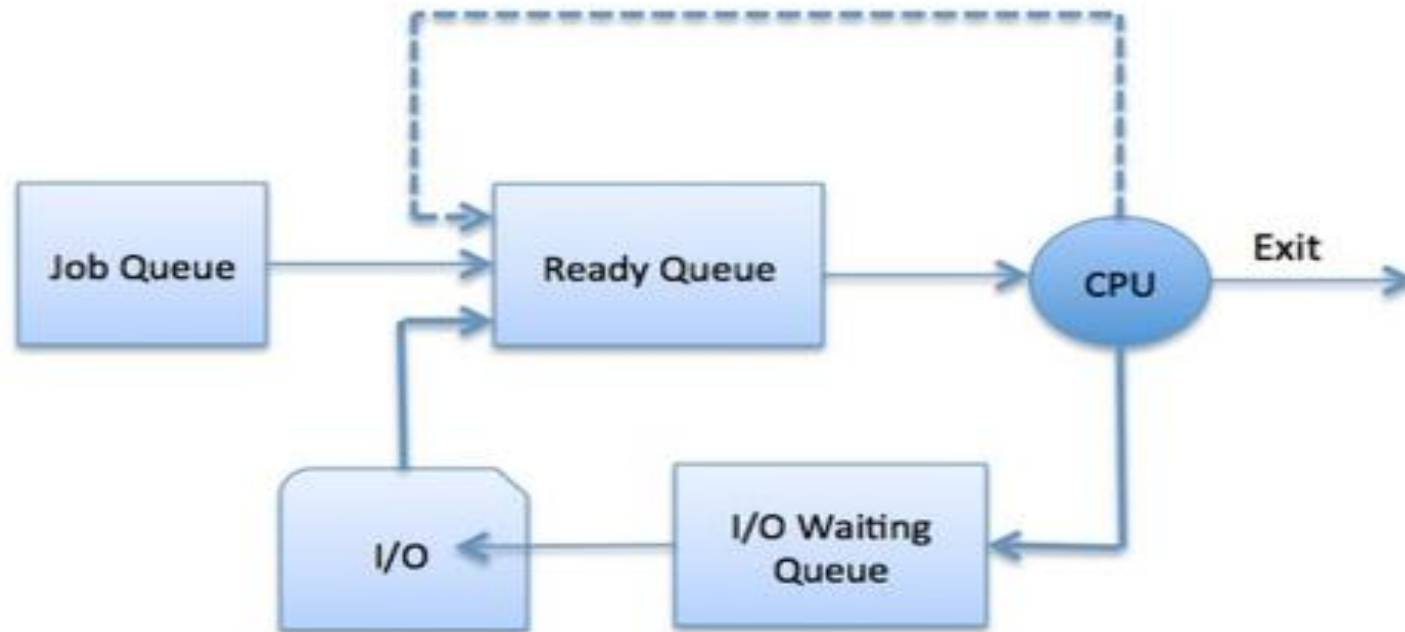 Job Queue
Ready Queue
CPU
Exit
I/O
I/O Waiting
Queue